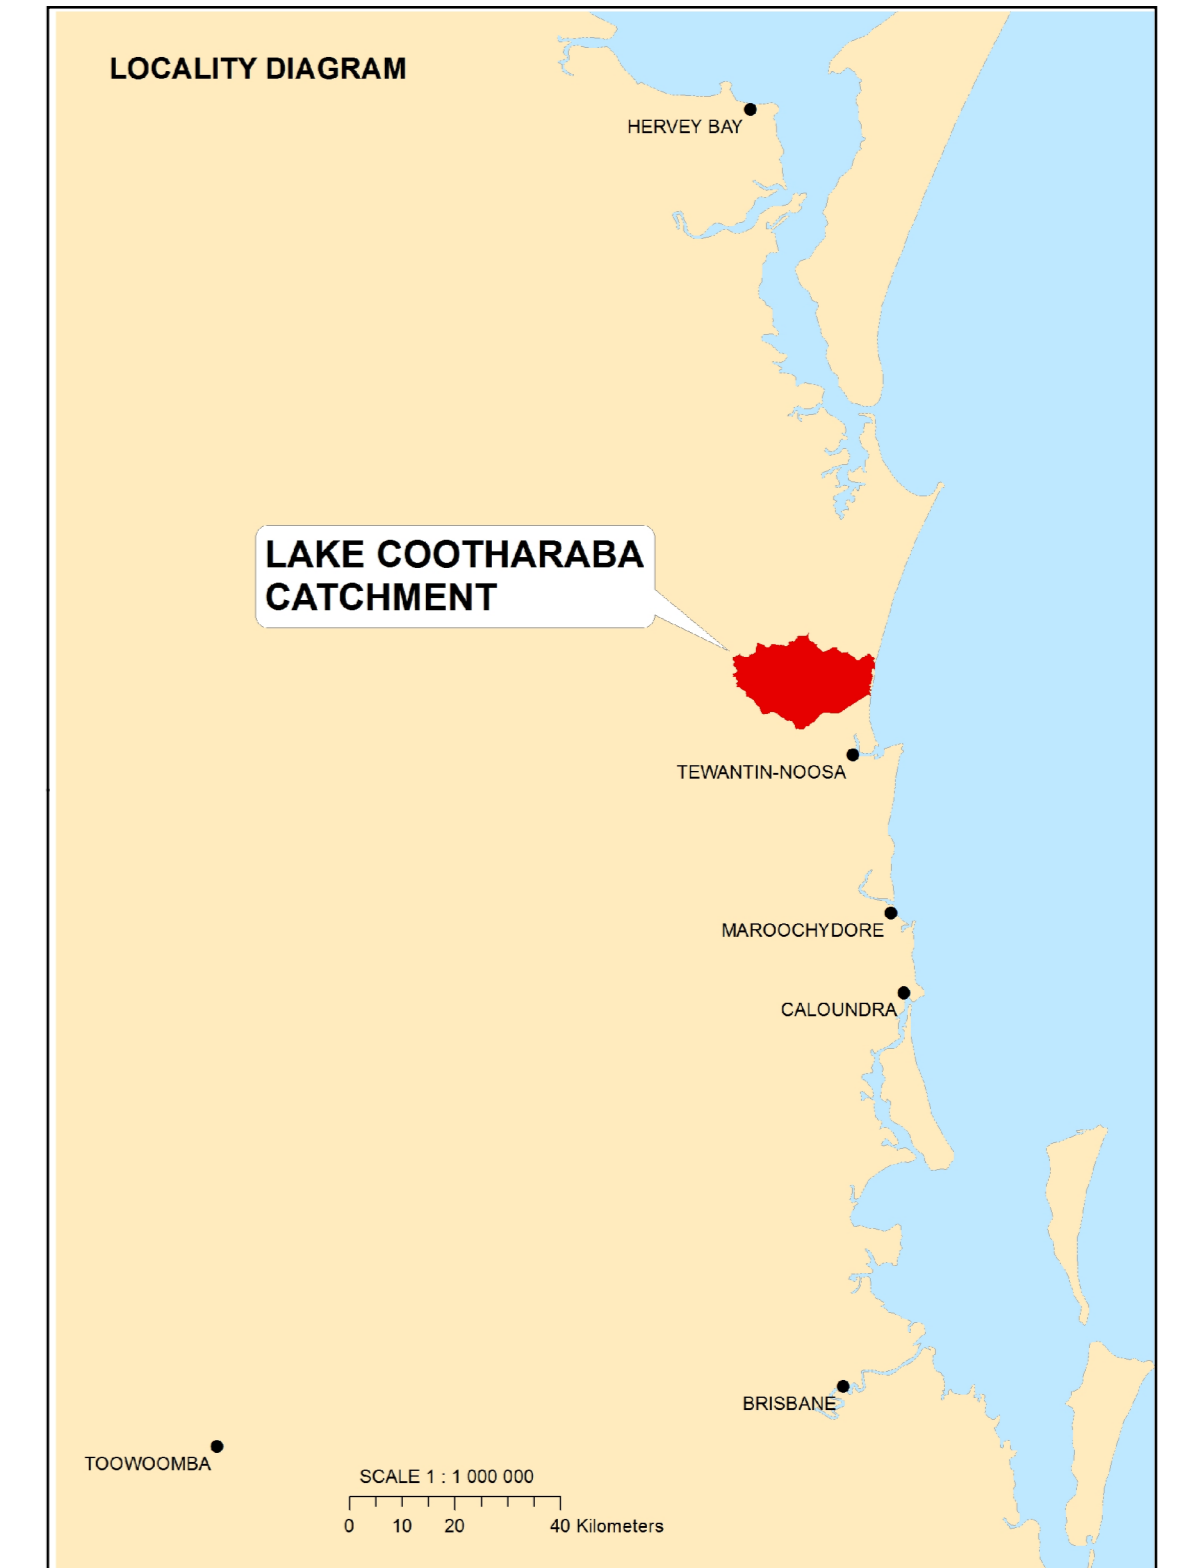 LOCALITY DIAGRAM
HERVEY BAY
LAKE COOTHARABA
CATCHMENT
TEWANTIN-NOOSA
MAROOCHYDORE
CALOUNDRA
BRISBANE
TOOWOOMBA
SCALE 1 : 1 000 000
0 10 20 40 Kilometers